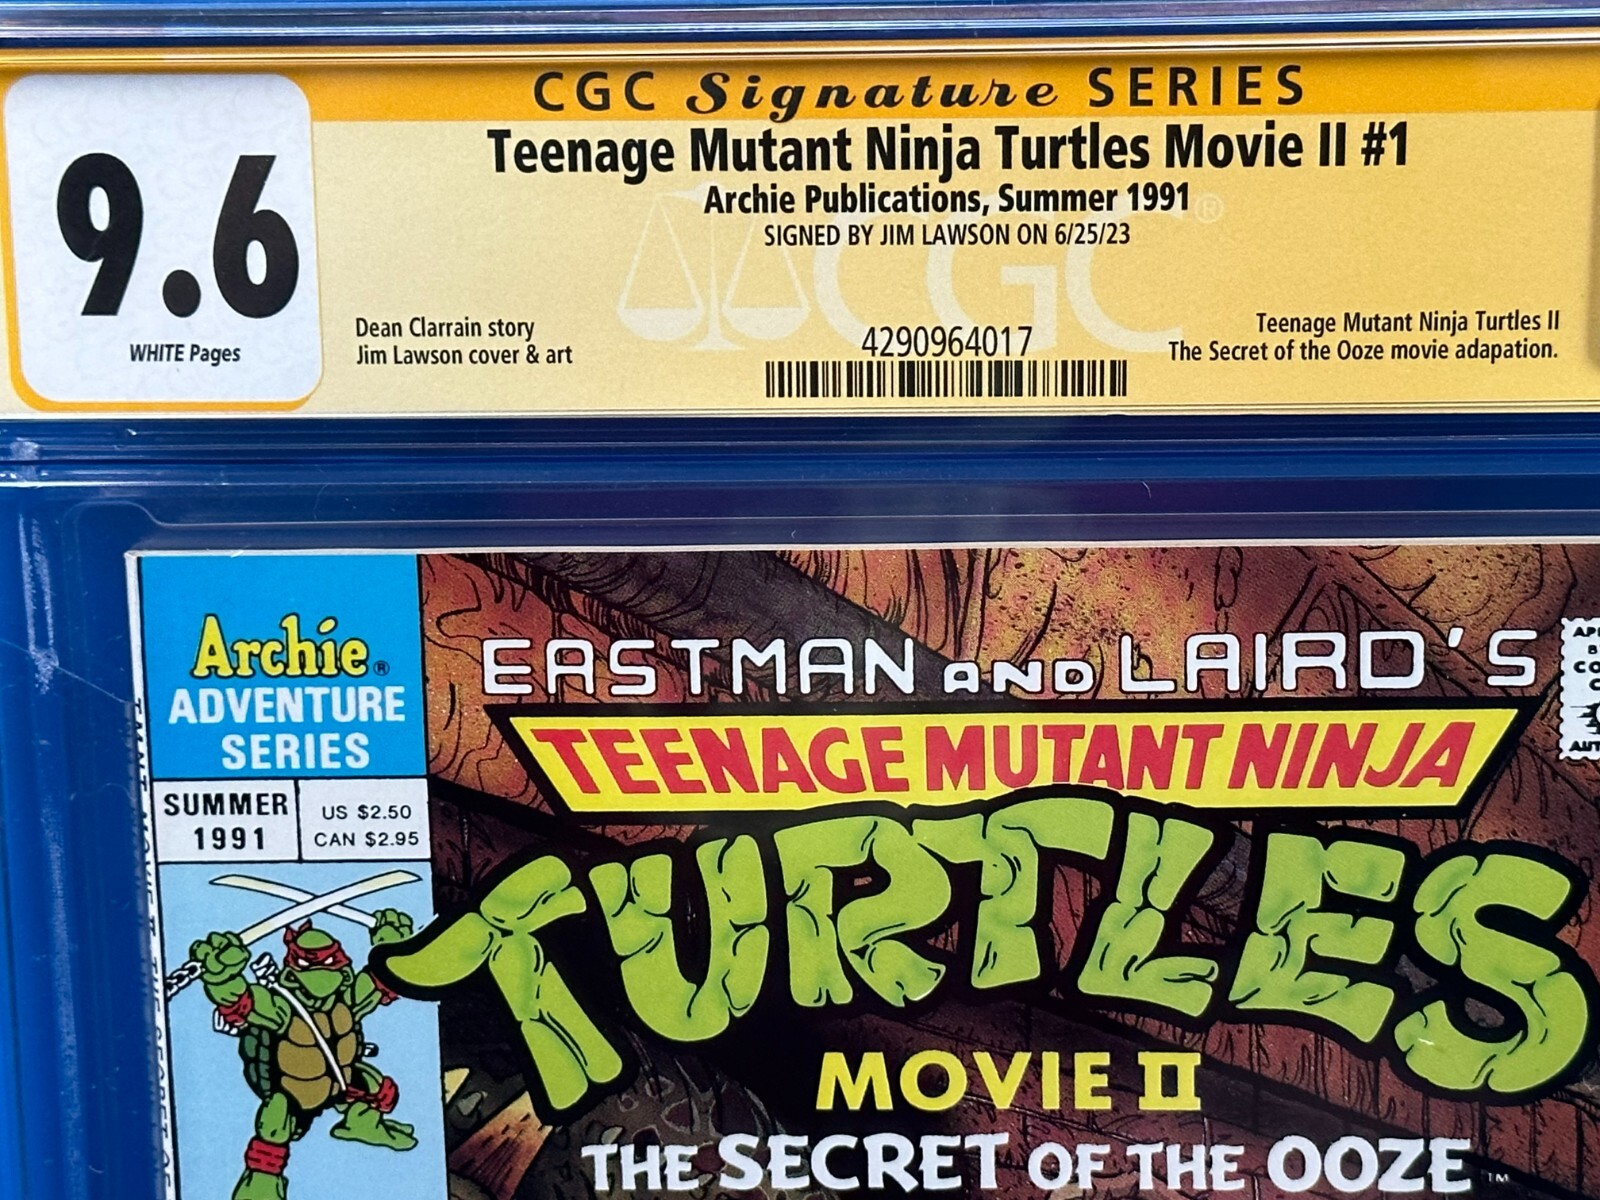 CGC Signature SERIES
Teenage Mutant Ninja Turtles Movie II #1
Archie Publications, Summer 1991
SIGNED BY JIM LAWSON ON 6/25/23
9.6
WHITE Pages
Dean Clarrain story
Jim Lawson cover & art
4290964017
Teenage Mutant Ninja Turtles II
The Secret of the Ooze movie adapation.
CGC®
Archie®
ADVENTURE
SERIES
SUMMER
1991
US $2.50
CAN $2.95
EASTMAN AND LAIRD'S
TEENAGE MUTANT NINJA
TURTLES
MOVIE II
THE SECRET OF THE OOZE™